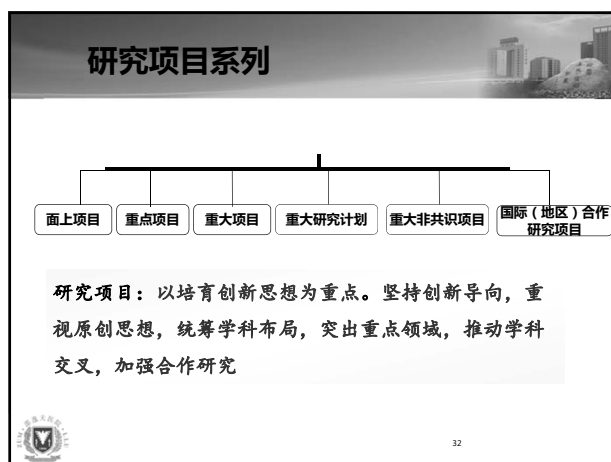 研究项目系列
面上项目
重点项目
重大项目
重大研究计划
重大非共识项目
国际（地区）合作
研究项目
研究项目：以培育创新思想为重点。坚持创新导向，重
视原创思想，统筹学科布局，突出重点领域，推动学科
交叉，加强合作研究
32